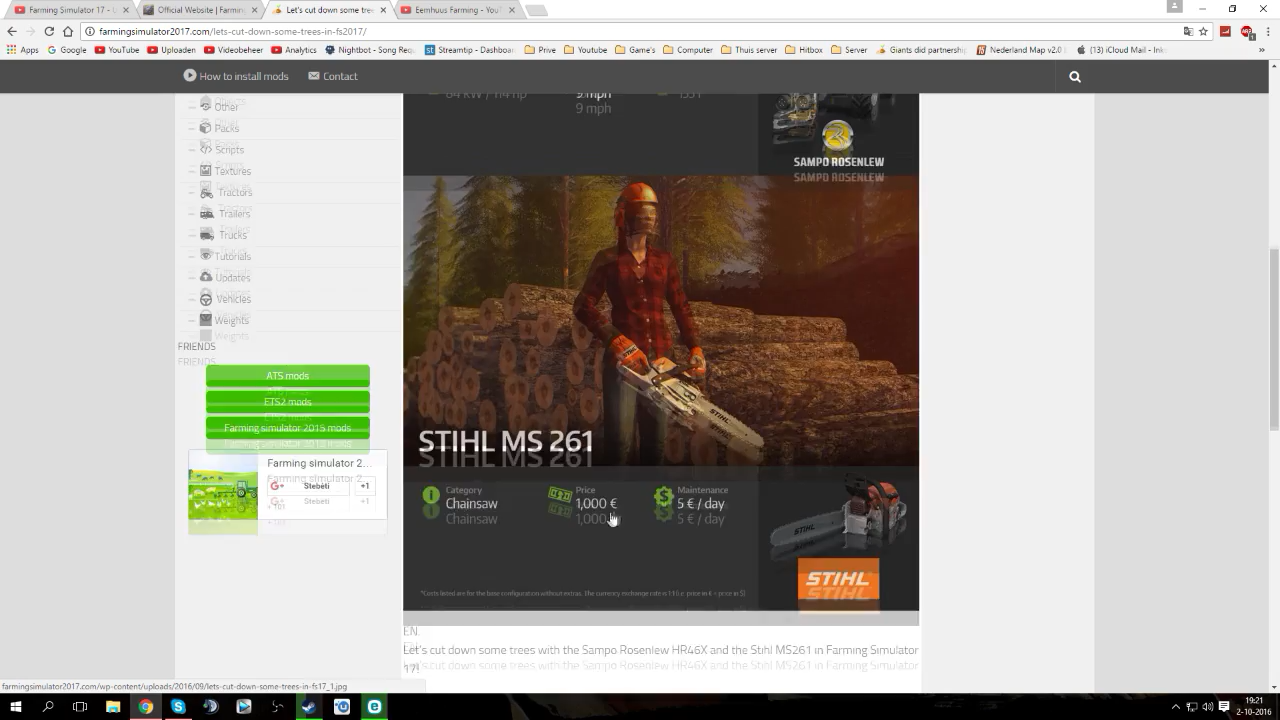 Farming Simulator 17 -
Official Website | Farming
Let's cut down some tree
Eemhuus Farming - You
farmingsimulator2017.com/lets-cut-down-some-trees-in-fs2017/
Apps
Google
YouTube
Uploaden
Videobeheer
Analytics
Nightbot - Song Req
Streamtip - Dashboar
Prive
Youtube
Game's
Computer
Thuis server
Hitbox
Server
Giants did partnership
Nederland Map v2.0
(13) iCloud Mail - Ink
How to install mods
Contact
Other
Packs
Scripts
Textures
Tractors
Trailers
Trucks
Tutorials
Updates
Vehicles
Weights
FRIENDS
ATS mods
ETS2 mods
Farming simulator 2015 mods
Farming simulator 2...
Stebėti
+1
9 mph
SAMPO ROSENLEW
STIHL MS 261
Category
Chainsaw
Price
1,000 €
Maintenance
5 € / day
STIHL
EN.
Let's cut down some trees with the Sampo Rosenlew HR46X and the Stihl MS261 in Farming Simulator
17!
farmingsimulator2017.com/wp-content/uploads/2016/09/lets-cut-down-some-trees-in-fs17_1.jpg
19:21
2-10-2016